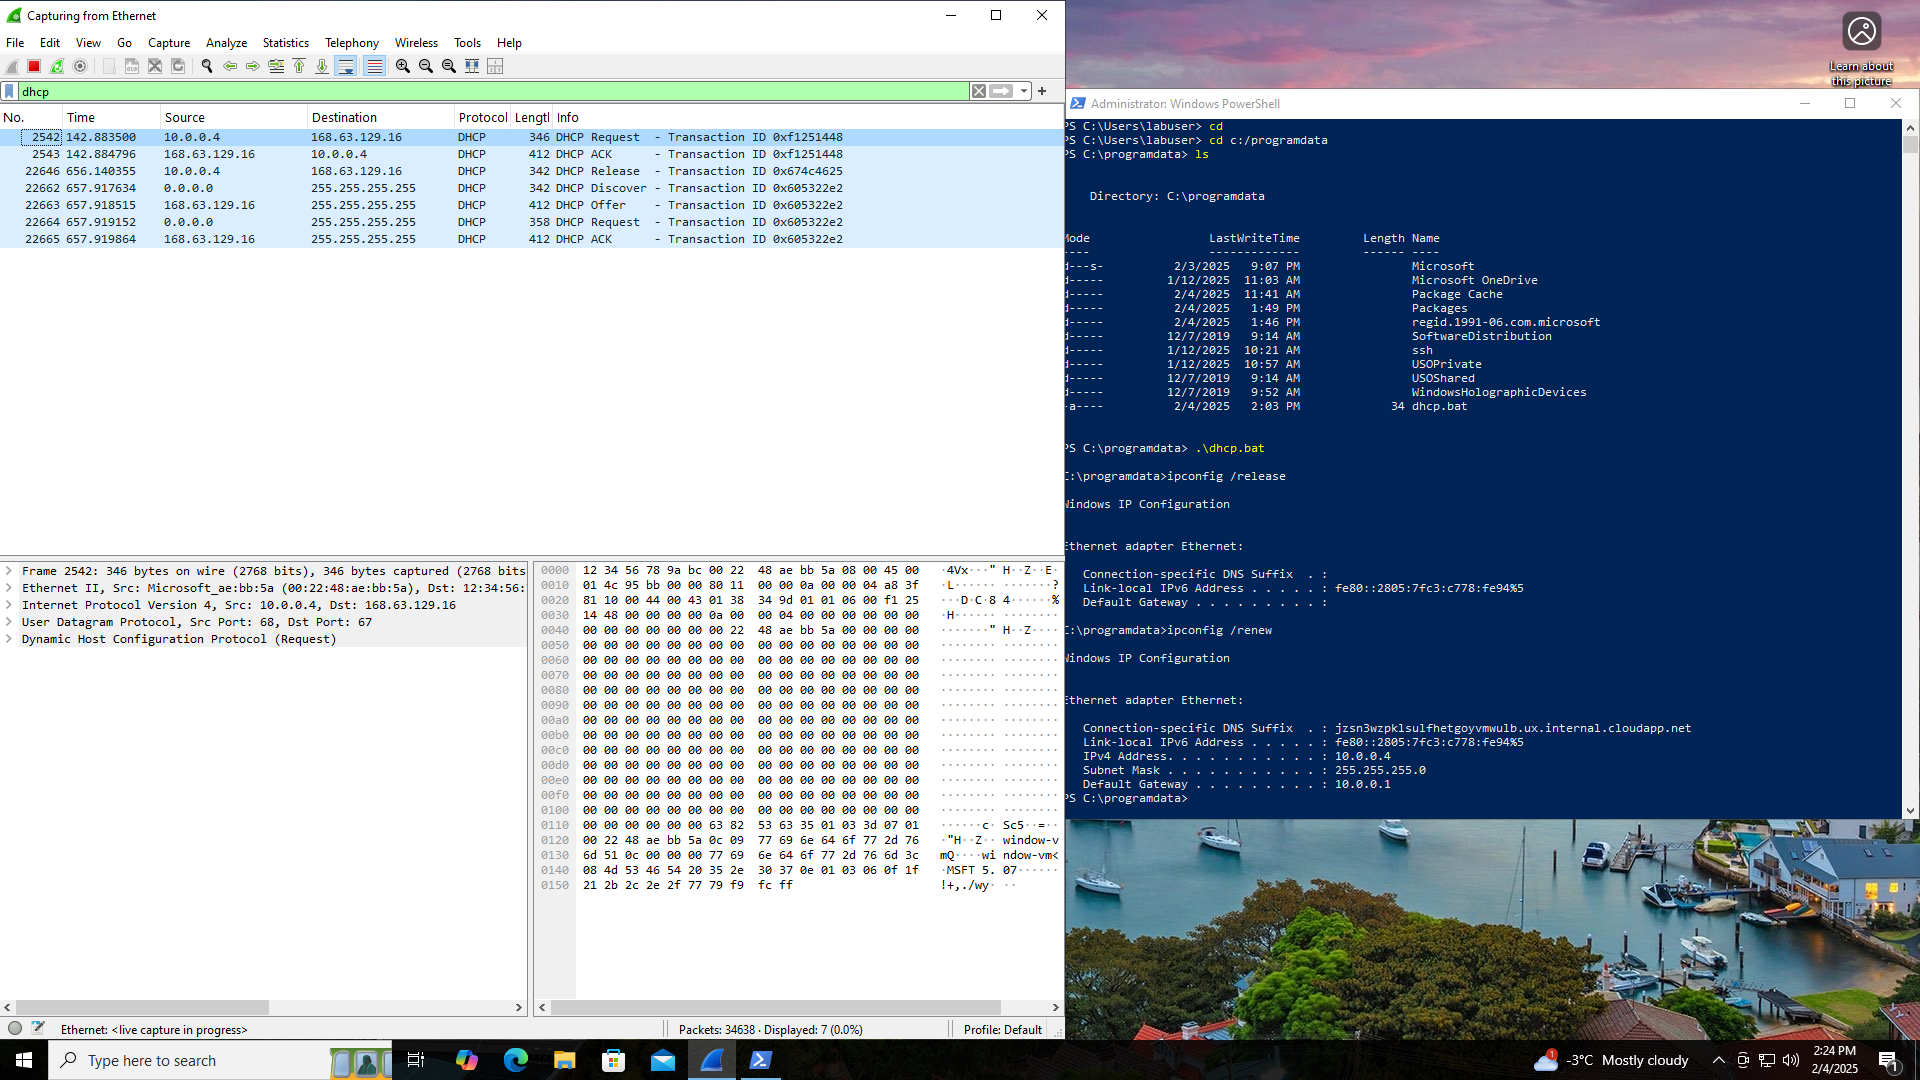 Capturing from Ethernet
File Edit View Go Capture Analyze Statistics Telephony Wireless Tools Help
dhcp
No. Time Source Destination Protocol Lengtl Info
2542 142.883500 10.0.0.4 168.63.129.16 DHCP 346 DHCP Request - Transaction ID 0xf1251448
2543 142.884796 168.63.129.16 10.0.0.4 DHCP 412 DHCP ACK - Transaction ID 0xf1251448
22646 656.140355 10.0.0.4 168.63.129.16 DHCP 342 DHCP Release - Transaction ID 0x674c4625
22662 657.917634 0.0.0.0 255.255.255.255 DHCP 342 DHCP Discover - Transaction ID 0x605322e2
22663 657.918515 168.63.129.16 255.255.255.255 DHCP 412 DHCP Offer - Transaction ID 0x605322e2
22664 657.919152 0.0.0.0 255.255.255.255 DHCP 358 DHCP Request - Transaction ID 0x605322e2
22665 657.919864 168.63.129.16 255.255.255.255 DHCP 412 DHCP ACK - Transaction ID 0x605322e2
Frame 2542: 346 bytes on wire (2768 bits), 346 bytes captured (2768 bits
Ethernet II, Src: Microsoft_ae:bb:5a (00:22:48:ae:bb:5a), Dst: 12:34:56:
Internet Protocol Version 4, Src: 10.0.0.4, Dst: 168.63.129.16
User Datagram Protocol, Src Port: 68, Dst Port: 67
Dynamic Host Configuration Protocol (Request)
0000 12 34 56 78 9a bc 00 22 48 ae bb 5a 08 00 45 00 ·4Vx···" H··Z··E·
0010 01 4c 95 bb 00 00 80 11 00 00 0a 00 00 04 a8 3f ·L······ ·······?
0020 81 10 00 44 00 43 01 38 34 9d 01 01 06 00 f1 25 ···D·C·8 4······%
0030 14 48 00 00 00 00 0a 00 00 04 00 00 00 00 00 00 ·H······ ········
0040 00 00 00 00 00 00 00 22 48 ae bb 5a 00 00 00 00 ·······" H··Z····
0050 00 00 00 00 00 00 00 00 00 00 00 00 00 00 00 00 ········ ········
0060 00 00 00 00 00 00 00 00 00 00 00 00 00 00 00 00 ········ ········
0070 00 00 00 00 00 00 00 00 00 00 00 00 00 00 00 00 ········ ········
0080 00 00 00 00 00 00 00 00 00 00 00 00 00 00 00 00 ········ ········
0090 00 00 00 00 00 00 00 00 00 00 00 00 00 00 00 00 ········ ········
00a0 00 00 00 00 00 00 00 00 00 00 00 00 00 00 00 00 ········ ········
00b0 00 00 00 00 00 00 00 00 00 00 00 00 00 00 00 00 ········ ········
00c0 00 00 00 00 00 00 00 00 00 00 00 00 00 00 00 00 ········ ········
00d0 00 00 00 00 00 00 00 00 00 00 00 00 00 00 00 00 ········ ········
00e0 00 00 00 00 00 00 00 00 00 00 00 00 00 00 00 00 ········ ········
00f0 00 00 00 00 00 00 00 00 00 00 00 00 00 00 00 00 ········ ········
0100 00 00 00 00 00 00 00 00 00 00 00 00 00 00 00 00 ········ ········
0110 00 00 00 00 00 00 63 82 53 63 35 01 03 3d 07 01 ······c· Sc5··=··
0120 00 22 48 ae bb 5a 0c 09 77 69 6e 64 6f 77 2d 76 ·"H··Z·· window-v
0130 6d 51 0c 00 00 00 77 69 6e 64 6f 77 2d 76 6d 3c mQ····wi ndow-vm<
0140 08 4d 53 46 54 20 35 2e 30 37 0e 01 03 06 0f 1f ·MSFT 5. 07······
0150 21 2b 2c 2e 2f 77 79 f9 fc ff !+,./wy· ··
Ethernet: <live capture in progress>
Packets: 34638 · Displayed: 7 (0.0%)
Profile: Default
Learn about
this picture
Administrator: Windows PowerShell
PS C:\Users\labuser> cd
PS C:\Users\labuser> cd c:/programdata
PS C:\programdata> ls
Directory: C:\programdata
Mode LastWriteTime Length Name
---- ------------- ------ ----
d---s- 2/3/2025 9:07 PM Microsoft
d----- 1/12/2025 11:03 AM Microsoft OneDrive
d----- 2/4/2025 11:41 AM Package Cache
d----- 2/4/2025 1:49 PM Packages
d----- 2/4/2025 1:46 PM regid.1991-06.com.microsoft
d----- 12/7/2019 9:14 AM SoftwareDistribution
d----- 1/12/2025 10:21 AM ssh
d----- 1/12/2025 10:57 AM USOPrivate
d----- 12/7/2019 9:14 AM USOShared
d----- 12/7/2019 9:52 AM WindowsHolographicDevices
-a---- 2/4/2025 2:03 PM 34 dhcp.bat
PS C:\programdata> .\dhcp.bat
C:\programdata>ipconfig /release
Windows IP Configuration
Ethernet adapter Ethernet:
Connection-specific DNS Suffix . :
Link-local IPv6 Address . . . . . : fe80::2805:7fc3:c778:fe94%5
Default Gateway . . . . . . . . . :
C:\programdata>ipconfig /renew
Windows IP Configuration
Ethernet adapter Ethernet:
Connection-specific DNS Suffix . : jzsn3wzpklsulfhetgoyvmwulb.ux.internal.cloudapp.net
Link-local IPv6 Address . . . . . : fe80::2805:7fc3:c778:fe94%5
IPv4 Address. . . . . . . . . . . : 10.0.0.4
Subnet Mask . . . . . . . . . . . : 255.255.255.0
Default Gateway . . . . . . . . . : 10.0.0.1
PS C:\programdata>
Type here to search
1
-3°C Mostly cloudy
2:24 PM
2/4/2025
1